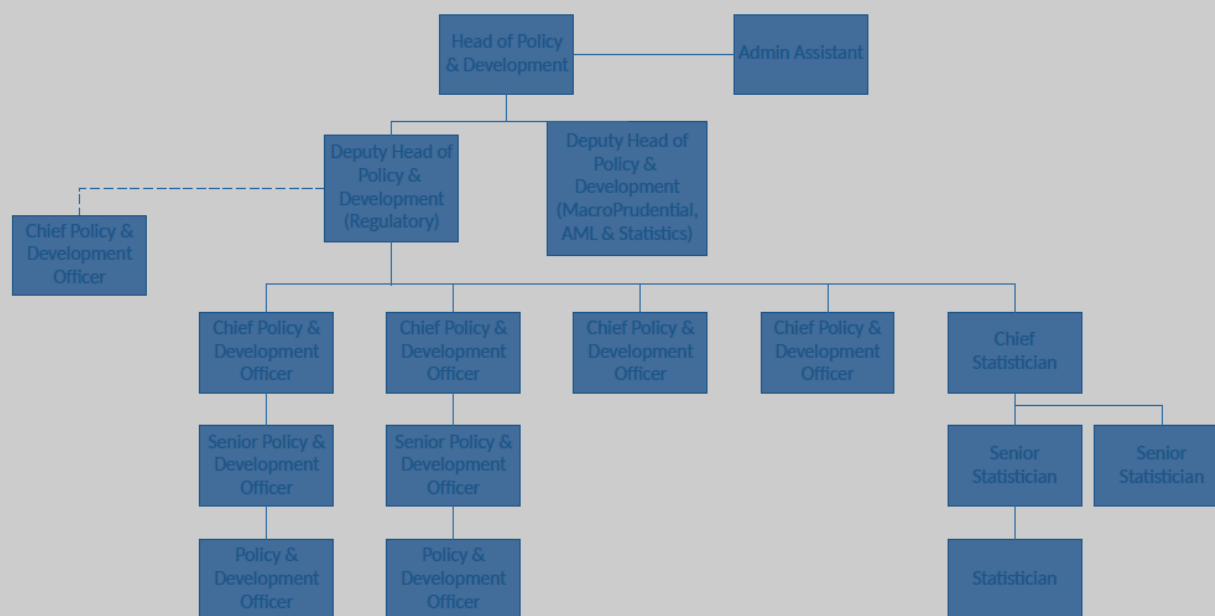 Head of Policy
& Development
Admin Assistant
Deputy Head of
Policy &
Development
(Regulatory)
Deputy Head of
Policy &
Development
(MacroPrudential,
AML & Statistics)
Chief Policy &
Development
Officer
Chief Policy &
Development
Officer
Chief Policy &
Development
Officer
Chief Policy &
Development
Officer
Chief Policy &
Development
Officer
Chief
Statistician
Senior Policy &
Development
Officer
Senior Policy &
Development
Officer
Senior
Statistician
Senior
Statistician
Policy &
Development
Officer
Policy &
Development
Officer
Statistician